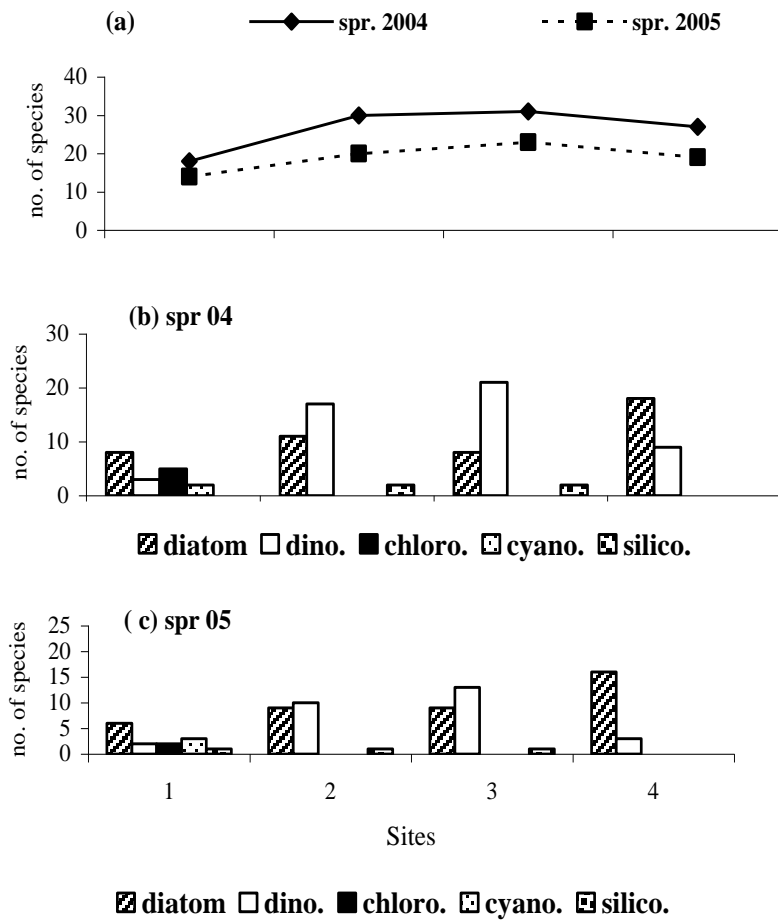 (a) spr. 2004 spr. 2005
no. of species
40
30
20
10
0
(b) spr 04
no. of species
30
20
10
0
diatom dino. chloro. cyano. silico.
( c) spr 05
no. of species
25
20
15
10
5
0
1 2 3 4
Sites
diatom dino. chloro. cyano. silico.